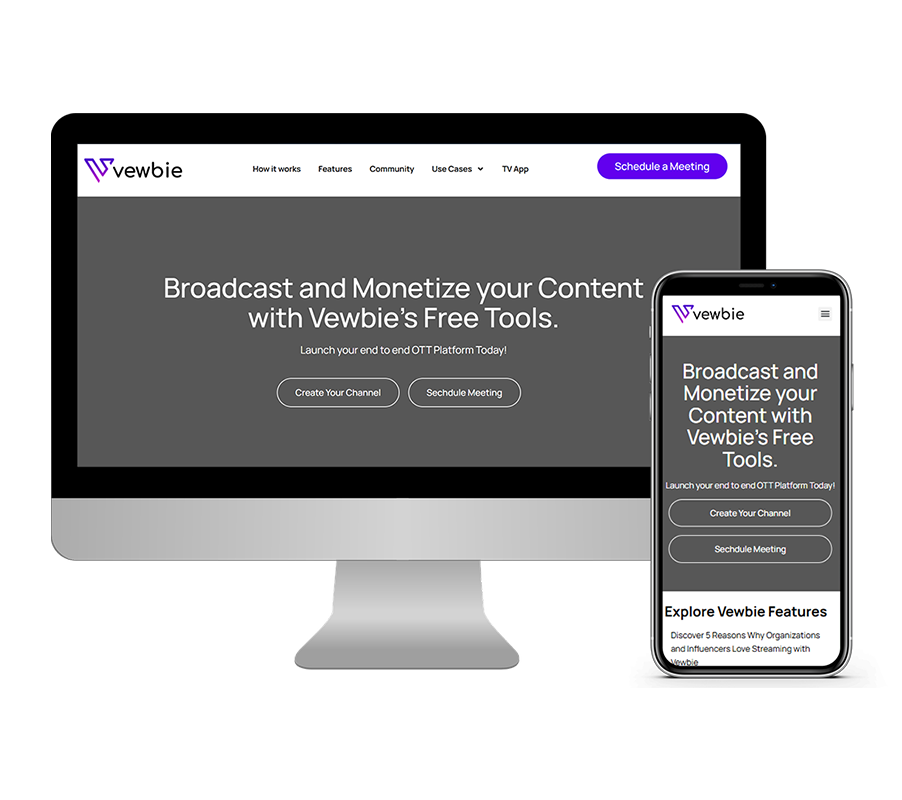 vewbie
How it works Features Community Use Cases TV App
Schedule a Meeting
Broadcast and Monetize your Content
with Vewbie's Free Tools.
Launch your end to end OTT Platform Today!
Create Your Channel Sechdule Meeting
vewbie
Broadcast and
Monetize your
Content with
Vewbie's Free
Tools.
Launch your end to end OTT Platform Today!
Create Your Channel
Sechdule Meeting
Explore Vewbie Features
Discover 5 Reasons Why Organizations
and Influencers Love Streaming with
Vewbie